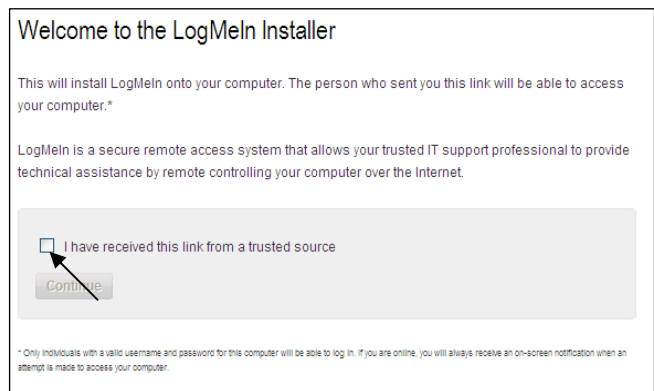 Welcome to the LogMeIn Installer
This will install LogMeIn onto your computer. The person who sent you this link will be able to access
your computer.*
LogMeIn is a secure remote access system that allows your trusted IT support professional to provide
technical assistance by remote controlling your computer over the Internet.
I have received this link from a trusted source
Continue
* Only individuals with a valid username and password for this computer will be able to log in. If you are online, you will always receive an on-screen notification when an
attempt is made to access your computer.